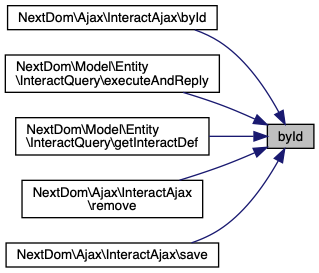 NextDom\Ajax\InteractAjax\byId
NextDom\Model\Entity
\InteractQuery\executeAndReply
byId
NextDom\Model\Entity
\InteractQuery\getInteractDef
NextDom\Ajax\InteractAjax
\remove
NextDom\Ajax\InteractAjax\save